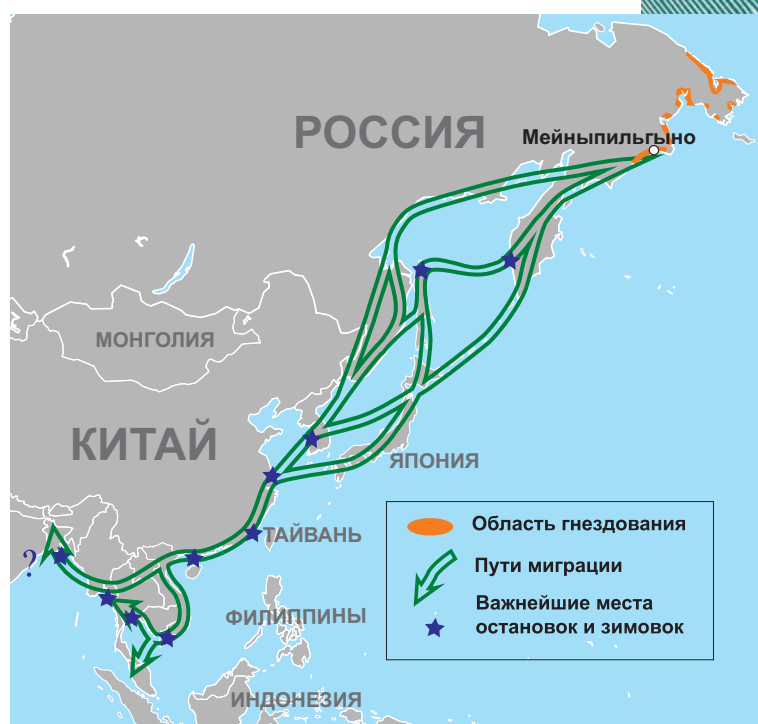 РОССИЯ
Мейныпильгыно
МОНГОЛИЯ
КИТАЙ
ЯПОНИЯ
ТАЙВАНЬ
?
ФИЛИППИНЫ
ИНДОНЕЗИЯ
Область гнездования
Пути миграции
Важнейшие места
остановок и зимовок